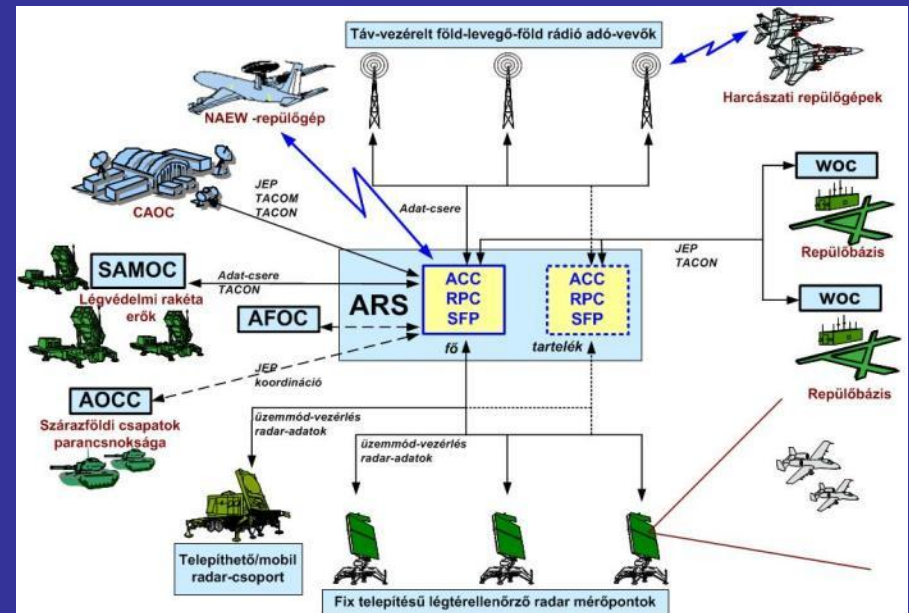 Táv-vezérelt föld-levegő-föld rádió adó-vevők
Harcászati repülőgépek
NAEW -repülőgép
CAOC
JEP
TACOM
TACON
Adat-csere
JEP
TACON
WOC
Repülőbázis
WOC
Repülőbázis
SAMOC
Légvédelmi rakéta
erők
Adat-csere
TACON
ARS
ACC
RPC
SFP
fő
ACC
RPC
SFP
tartelék
AFOC
JEP
koordináció
AOCC
Szárazföldi csapatok
parancsnoksága
üzemmód-vezérlés
radar-adatok
üzemmód-vezérlés
radar-adatok
Telepíthető/mobil
radar-csoport
Fix telepítésű légtérellenőrző radar mérőpontok